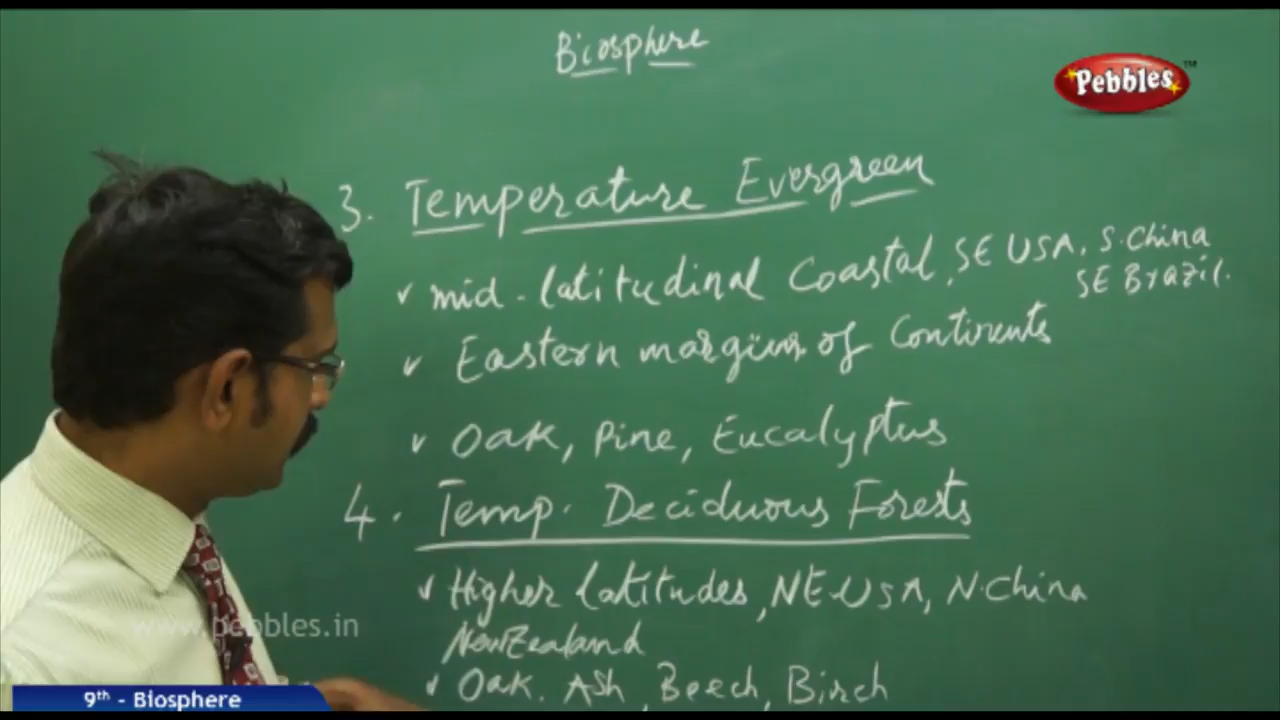 Biosphere
Pebbles™
3. Temperature Evergreen
✓ mid-latitudinal Coastal, SE USA, S.China
SE Brazil.
✓ Eastern margins of Continents
✓ Oak, Pine, Eucalyptus
4. Temp. Deciduous Forests
✓ Higher latitudes, NE-USA, N.China
NewZealand
✓ Oak. Ash, Beech, Birch
www.pebbles.in
9th - Biosphere